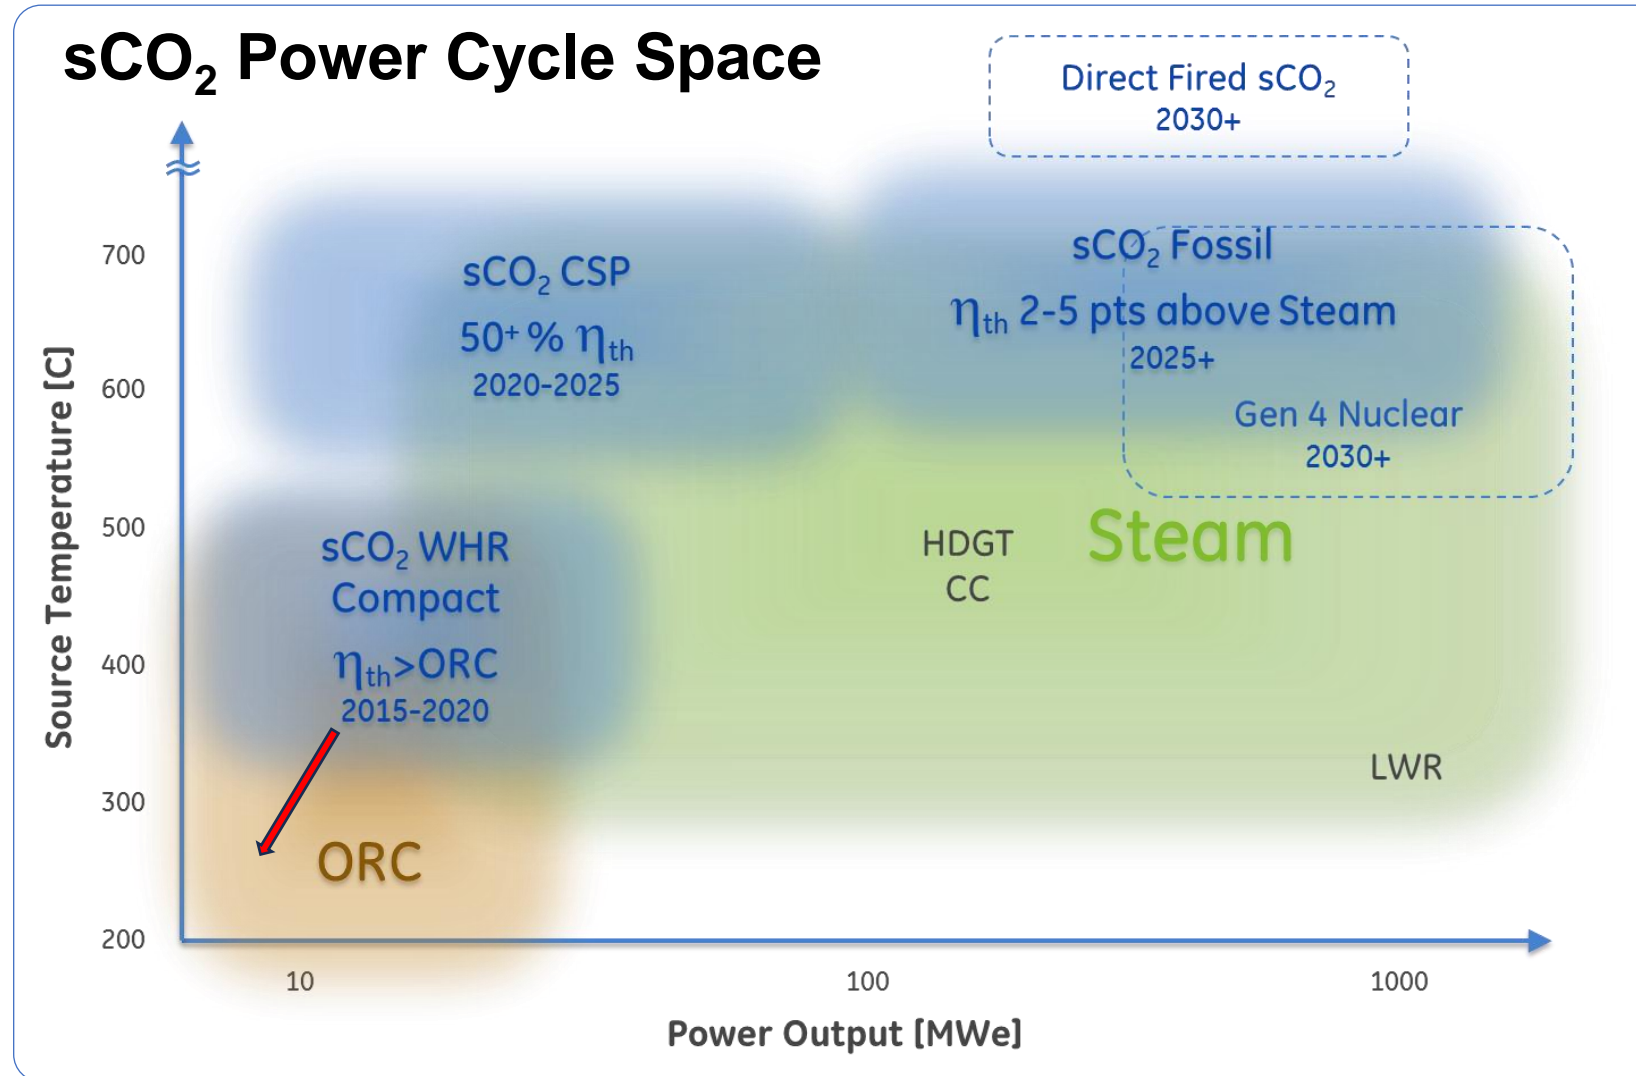 sCO₂ Power Cycle Space
Direct Fired sCO₂
2030+
sCO₂ CSP
50⁺ % ηth
2020-2025
sCO₂ Fossil
ηth 2-5 pts above Steam
2025+
Gen 4 Nuclear
2030+
sCO₂ WHR
Compact
ηth>ORC
2015-2020
HDGT
CC
Steam
LWR
ORC
Source Temperature [C]
700
600
500
400
300
200
10
100
1000
Power Output [MWe]